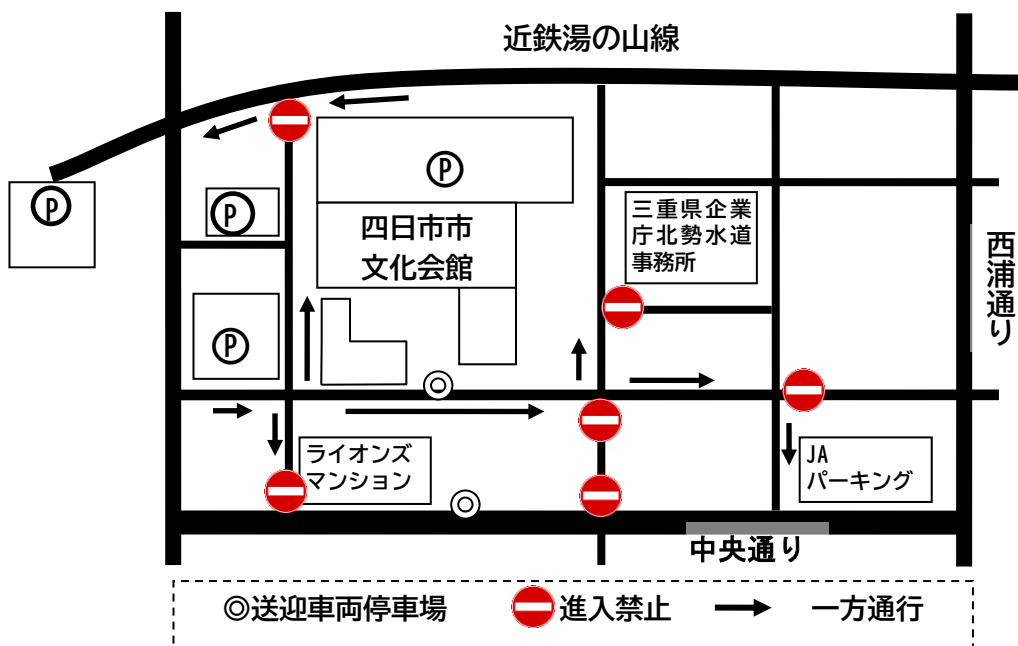 近鉄湯の山線
P
P
P
四日市市
文化会館
三重県企業
庁北勢水道
事務所
西浦通り
P
ライオンズ
マンション
JA
パーキング
中央通り
◎送迎車両停車場
進入禁止
一方通行